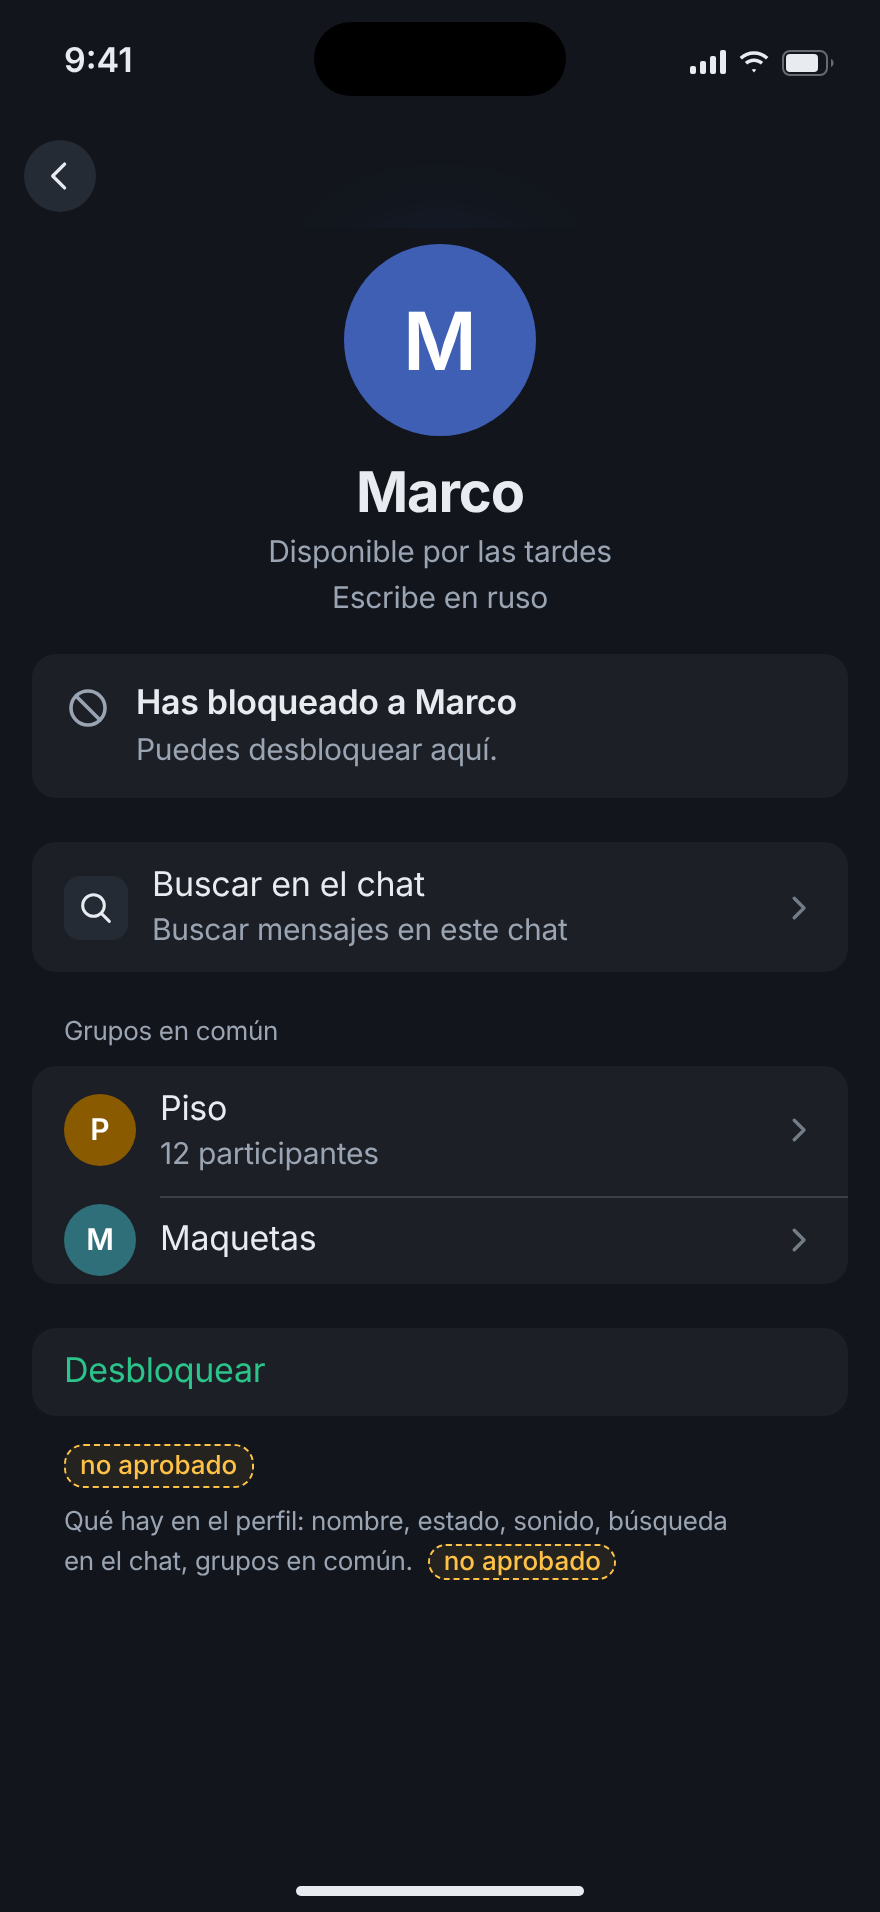 9:41
M
Marco
Disponible por las tardes
Escribe en ruso
Has bloqueado a Marco
Puedes desbloquear aquí.
Buscar en el chat
Buscar mensajes en este chat
Grupos en común
P
Piso
12 participantes
M
Maquetas
Desbloquear
no aprobado
Qué hay en el perfil: nombre, estado, sonido, búsqueda
en el chat, grupos en común. no aprobado